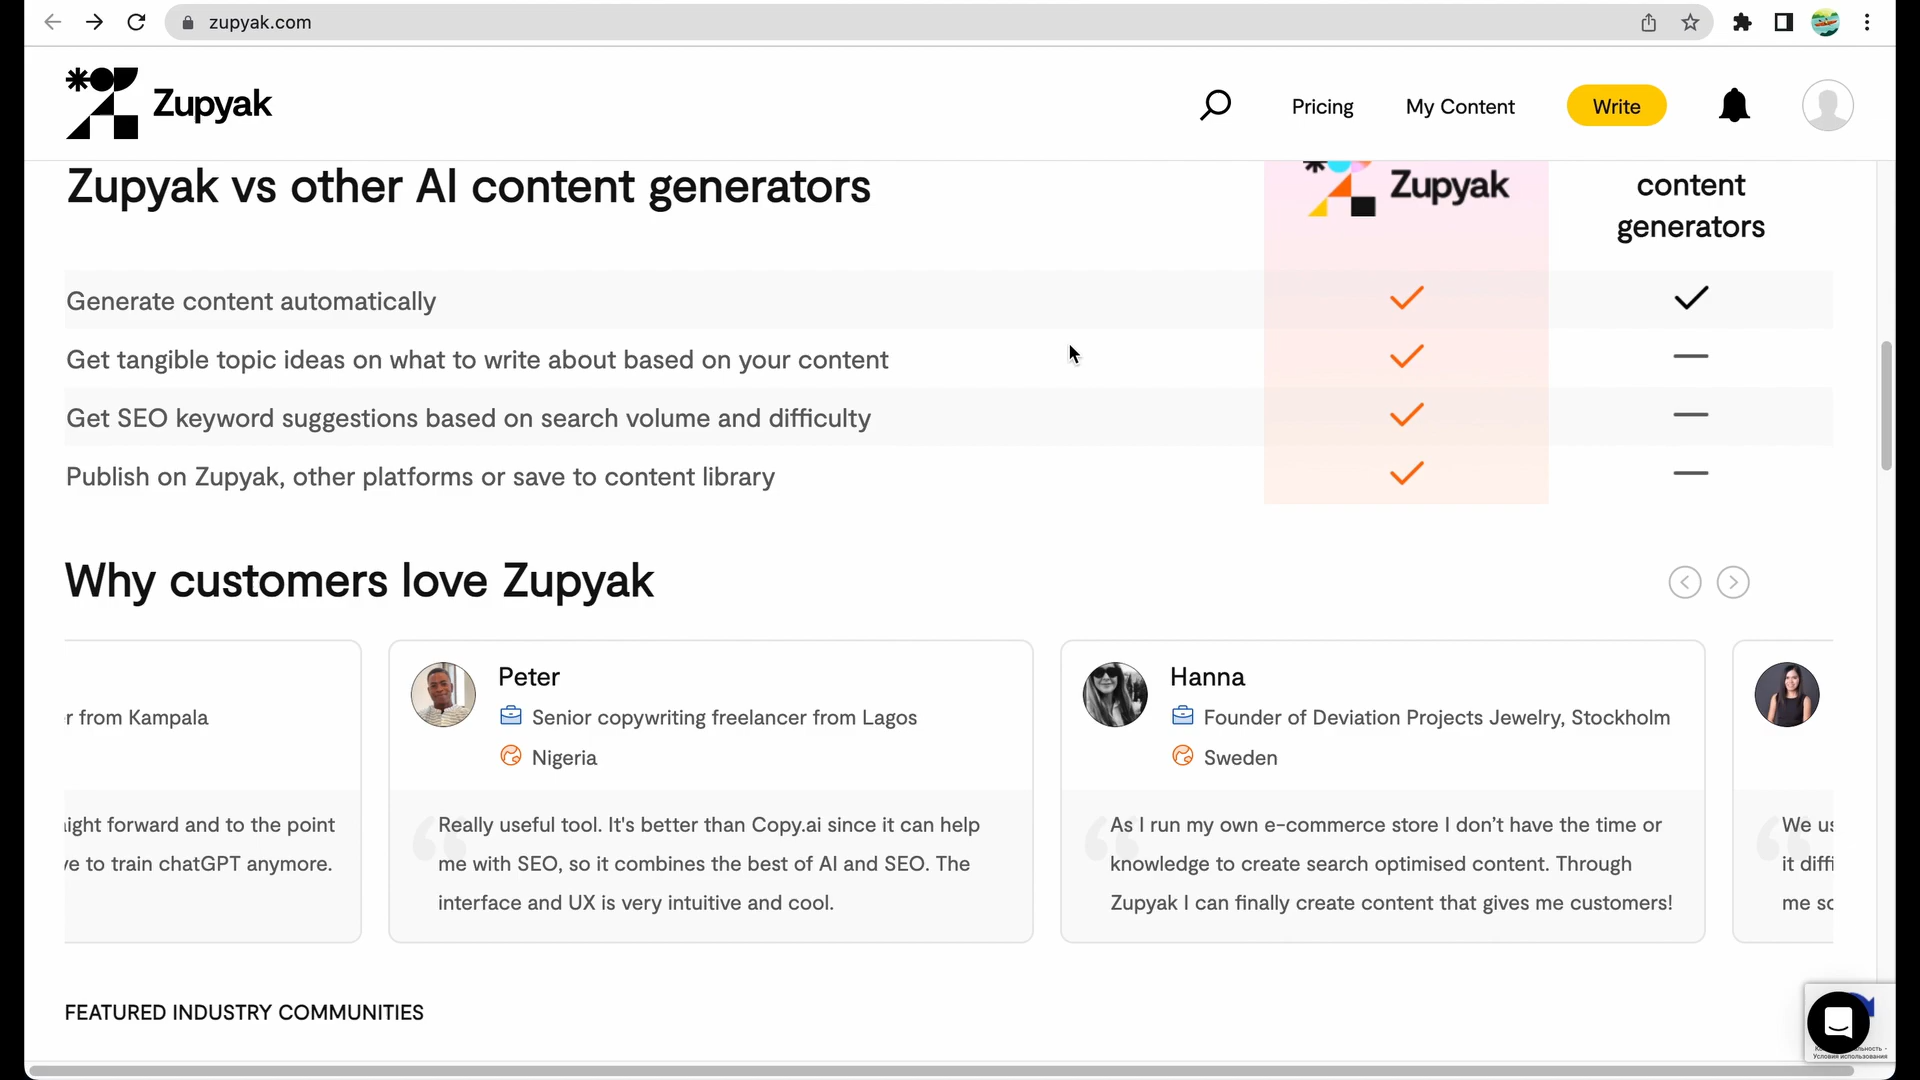 zupyak.com
Zupyak
Pricing
My Content
Write
Zupyak vs other AI content generators
Zupyak
content
generators
Generate content automatically
Get tangible topic ideas on what to write about based on your content
Get SEO keyword suggestions based on search volume and difficulty
Publish on Zupyak, other platforms or save to content library
Why customers love Zupyak
r from Kampala
ight forward and to the point
ve to train chatGPT anymore.
Peter
Senior copywriting freelancer from Lagos
Nigeria
Really useful tool. It's better than Copy.ai since it can help
me with SEO, so it combines the best of AI and SEO. The
interface and UX is very intuitive and cool.
Hanna
Founder of Deviation Projects Jewelry, Stockholm
Sweden
As I run my own e-commerce store I don’t have the time or
knowledge to create search optimised content. Through
Zupyak I can finally create content that gives me customers!
We us
it diffi
me so
FEATURED INDUSTRY COMMUNITIES
Условия использования